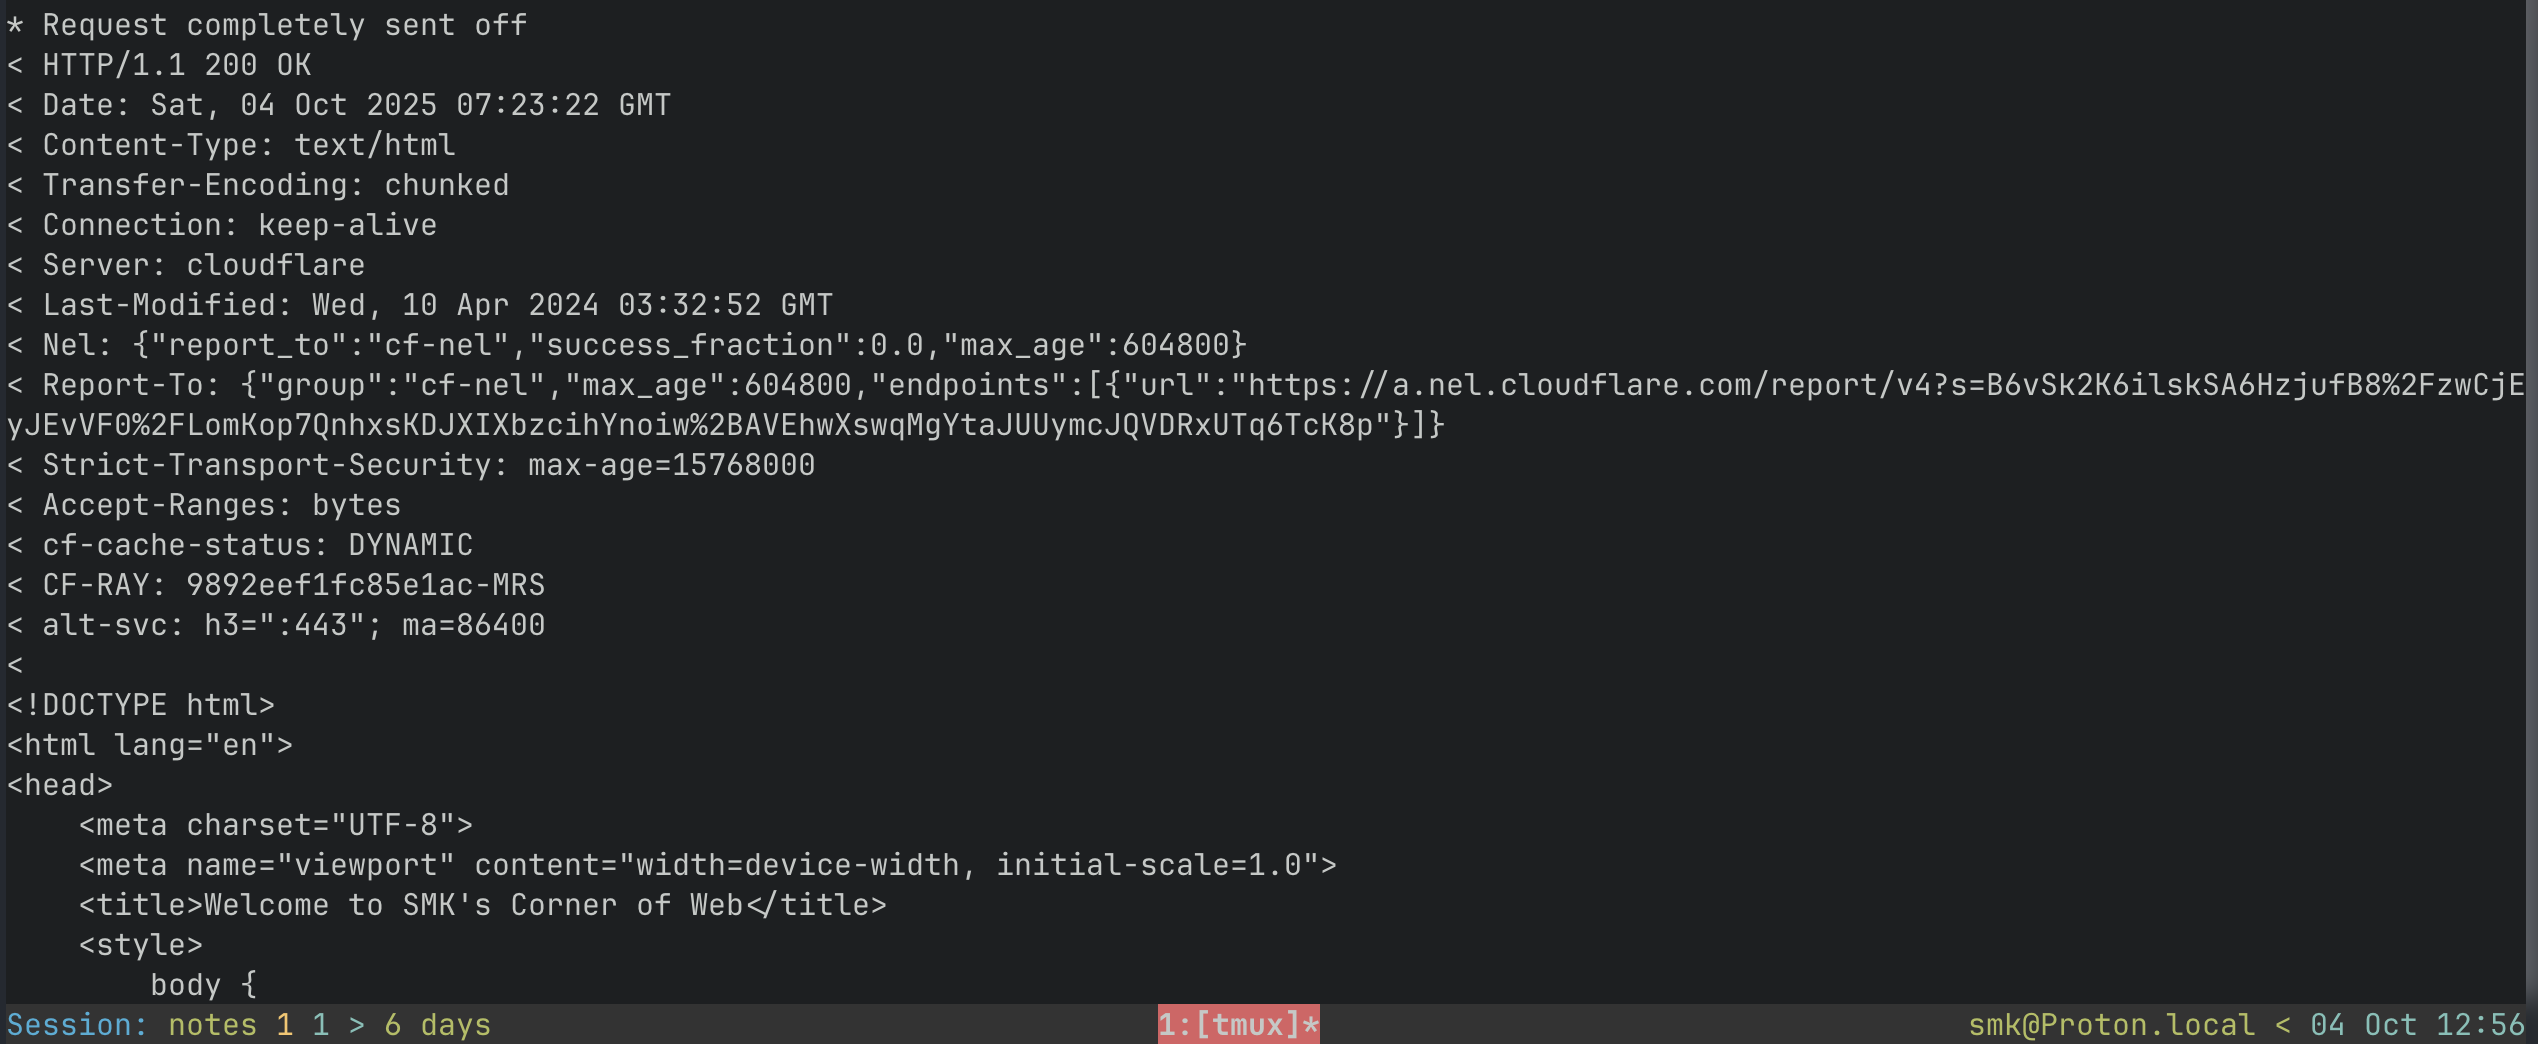 * Request completely sent off
< HTTP/1.1 200 OK
< Date: Sat, 04 Oct 2025 07:23:22 GMT
< Content-Type: text/html
< Transfer-Encoding: chunked
< Connection: keep-alive
< Server: cloudflare
< Last-Modified: Wed, 10 Apr 2024 03:32:52 GMT
< Nel: {"report_to":"cf-nel","success_fraction":0.0,"max_age":604800}
< Report-To: {"group":"cf-nel","max_age":604800,"endpoints":[{"url":"https://a.nel.cloudflare.com/report/v4?s=B6vSk2K6ilskSA6HzjufB8%2FzwCjE
yJEvVF0%2FLomKop7QnhxsKDJXIXbzcihYnoiw%2BAVEhwXswqMgYtaJUUymcJQVDRxUTq6TcK8p"}]}
< Strict-Transport-Security: max-age=15768000
< Accept-Ranges: bytes
< cf-cache-status: DYNAMIC
< CF-RAY: 9892eef1fc85e1ac-MRS
< alt-svc: h3=":443"; ma=86400
<
<!DOCTYPE html>
<html lang="en">
<head>
    <meta charset="UTF-8">
    <meta name="viewport" content="width=device-width, initial-scale=1.0">
    <title>Welcome to SMK's Corner of Web</title>
    <style>
        body {
Session: notes 1 1 > 6 days 1:[tmux]* smk@Proton.local < 04 Oct 12:56